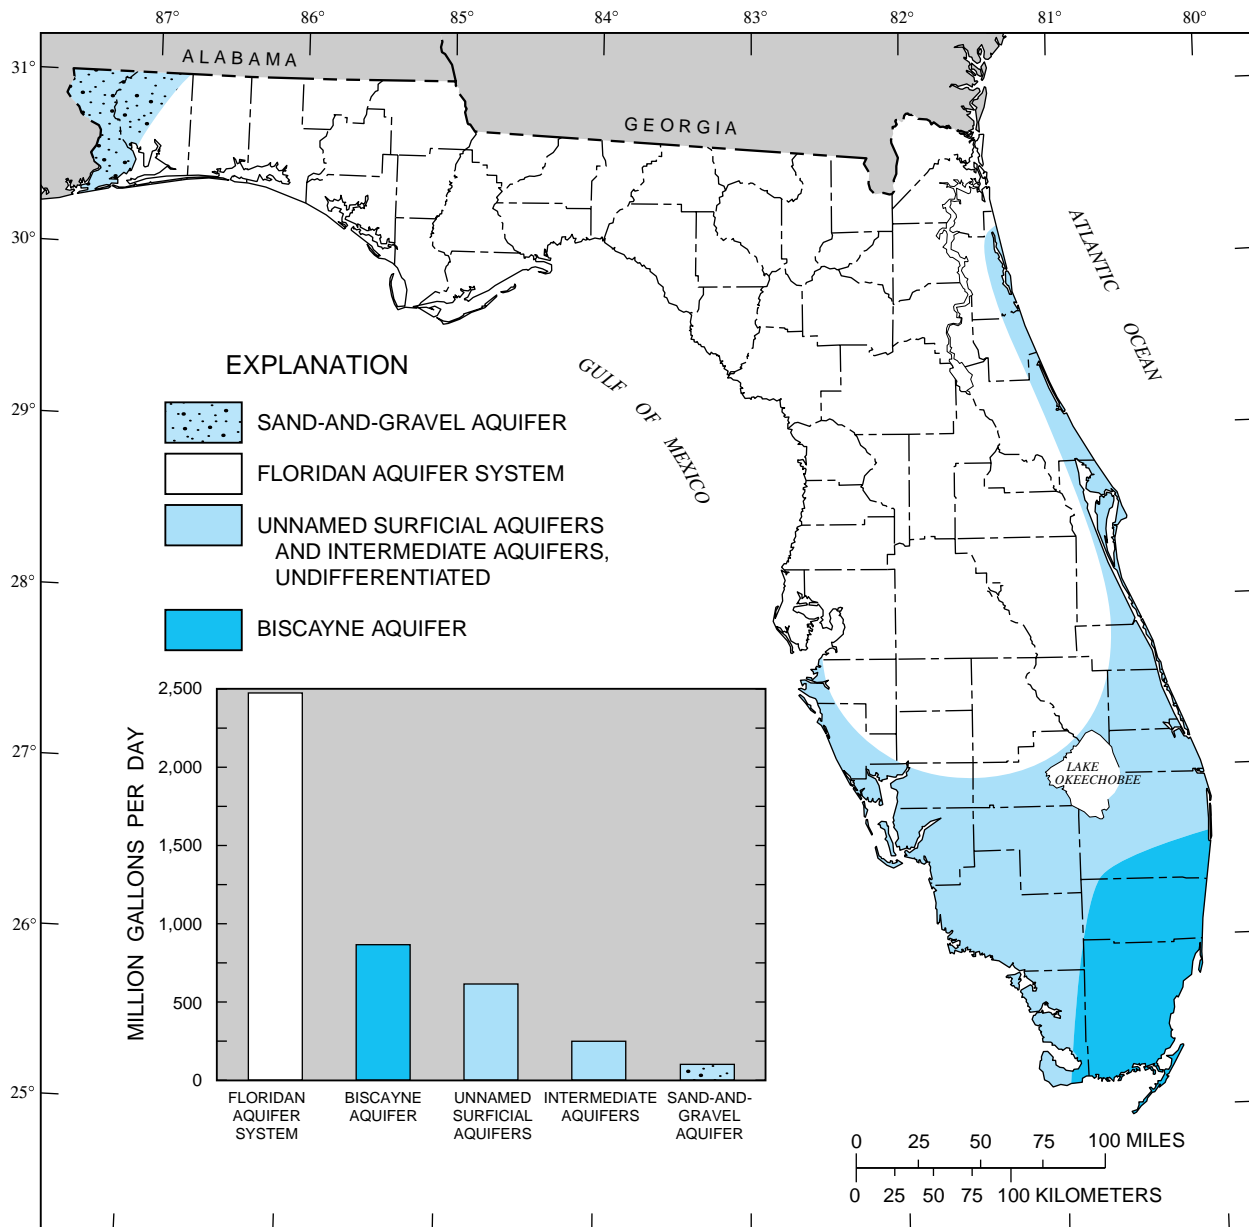 87° 86° 85° 84° 83° 82° 81° 80°
31°
30°
29°
28°
27°
26°
25°
ALABAMA
GEORGIA
ATLANTIC
OCEAN
GULF OF MEXICO
LAKE
OKEECHOBEE
EXPLANATION
SAND-AND-GRAVEL AQUIFER
FLORIDAN AQUIFER SYSTEM
UNNAMED SURFICIAL AQUIFERS
AND INTERMEDIATE AQUIFERS,
UNDIFFERENTIATED
BISCAYNE AQUIFER
MILLION GALLONS PER DAY
2,500
2,000
1,500
1,000
500
0
FLORIDAN
AQUIFER
SYSTEM
BISCAYNE
AQUIFER
UNNAMED
SURFICIAL
AQUIFERS
INTERMEDIATE
AQUIFERS
SAND-AND-
GRAVEL
AQUIFER
0 25 50 75 100 MILES
0 25 50 75 100 KILOMETERS